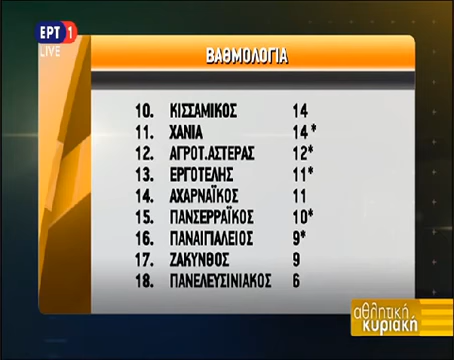 ΕΡΤ 1
LIVE
ΒΑΘΜΟΛΟΓΙΑ
10. ΚΙΣΣΑΜΙΚΟΣ 14
11. ΧΑΝΙΑ 14*
12. ΑΓΡΟΤ.ΑΣΤΕΡΑΣ 12*
13. ΕΡΓΟΤΕΛΗΣ 11*
14. ΑΧΑΡΝΑΪΚΟΣ 11
15. ΠΑΝΣΕΡΡΑΪΚΟΣ 10*
16. ΠΑΝΑΙΓΙΑΛΕΙΟΣ 9*
17. ΖΑΚΥΝΘΟΣ 9
18. ΠΑΝΕΛΕΥΣΙΝΙΑΚΟΣ 6
αθλητική
κυριακή